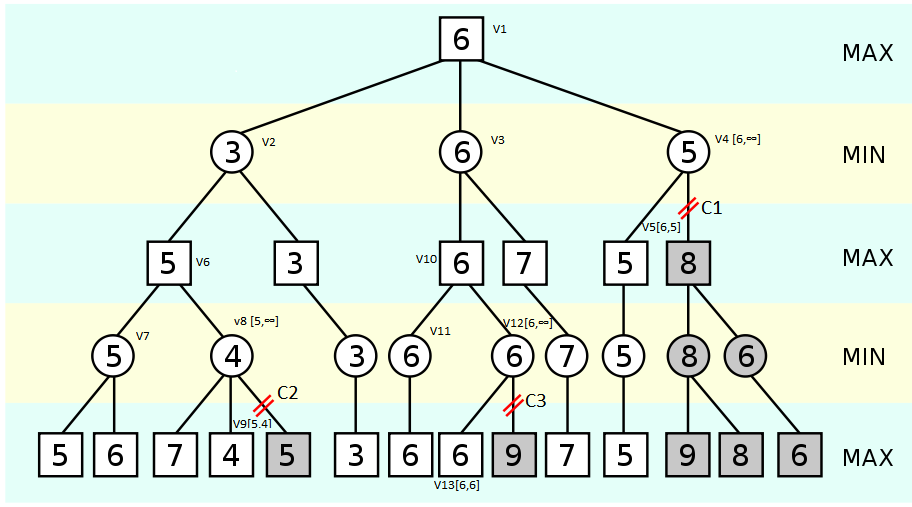 6 V1
MAX
3 V2
6 V3
5 V4 [6,∞]
MIN
C1
V5[6,5]
5 V6
3
V10 6
7
5
8
MAX
V7
v8 [5,∞]
V11
V12[6,∞]
5
4
3
6
6
7
5
8
6
MIN
C2
C3
V9[5,4]
5
6
7
4
5
3
6
6
9
7
5
9
8
6
MAX
V13[6,6]